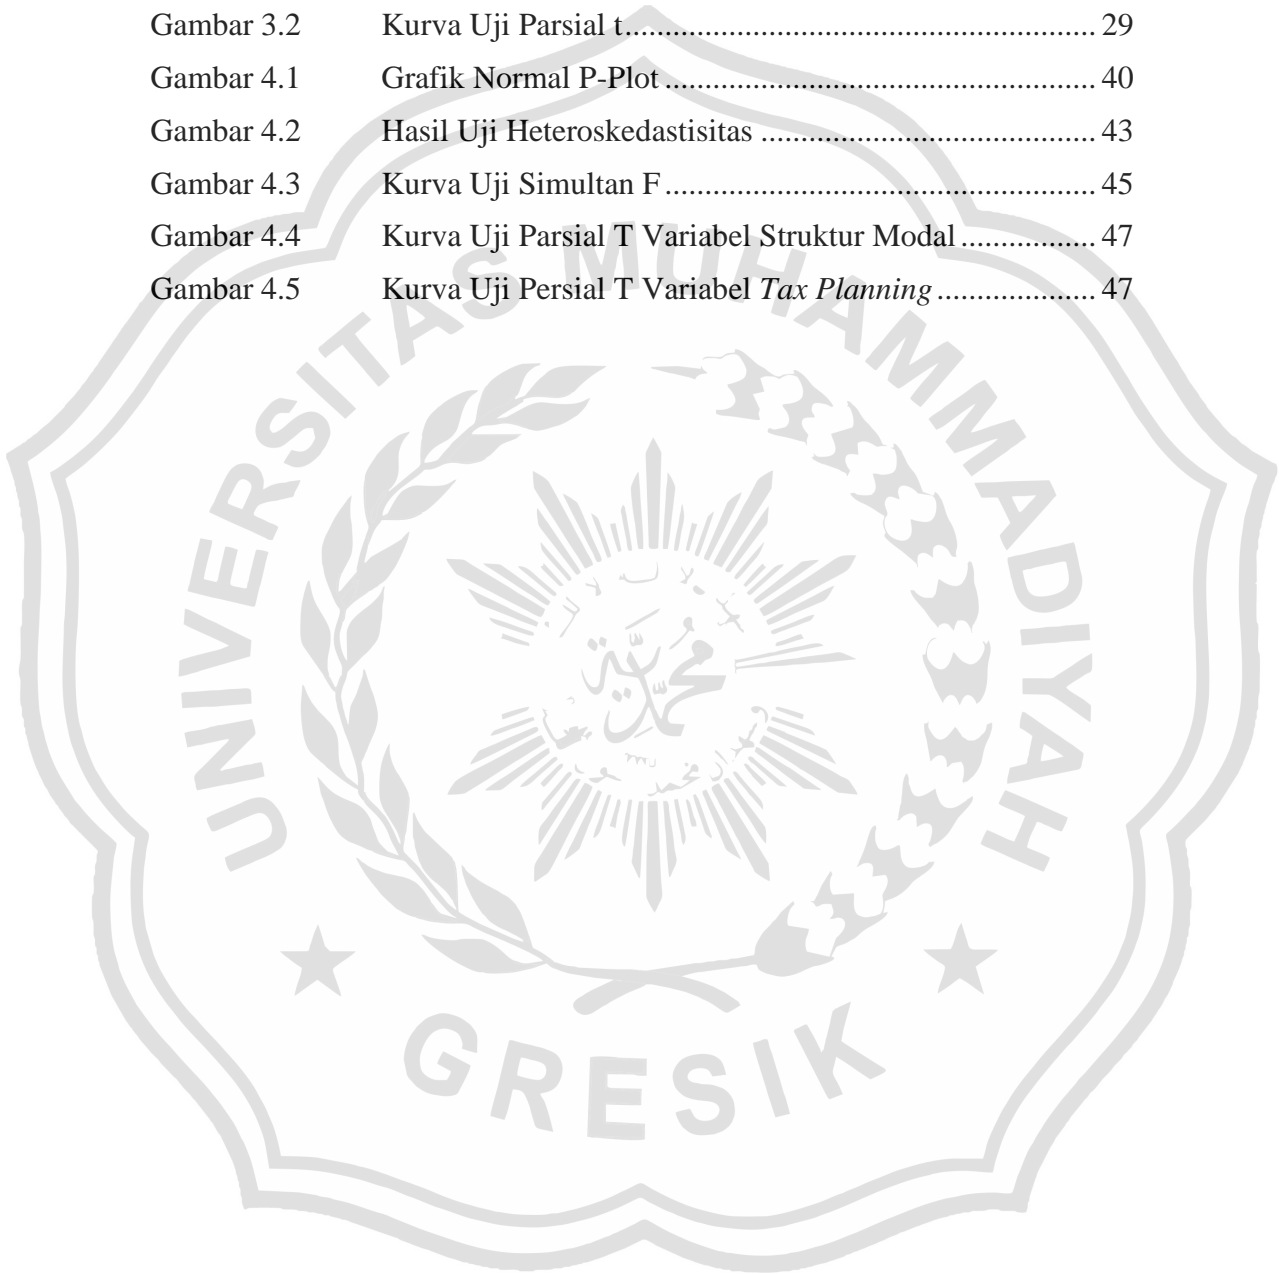 Gambar 3.2 Kurva Uji Parsial t....................................................... 29
Gambar 4.1 Grafik Normal P-Plot.................................................. 40
Gambar 4.2 Hasil Uji Heteroskedastisitas ...................................... 43
Gambar 4.3 Kurva Uji Simultan F.................................................. 45
Gambar 4.4 Kurva Uji Parsial T Variabel Struktur Modal................ 47
Gambar 4.5 Kurva Uji Persial T Variabel Tax Planning................... 47
UNIVERSITAS MUHAMMADIYAH
محمدية
GRESIK